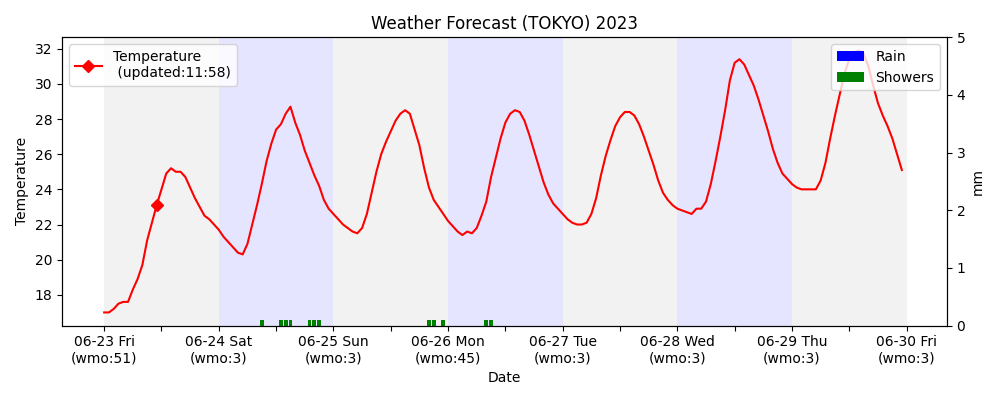 Weather Forecast (TOKYO) 2023
Temperature
(updated:11:58)
Rain
Showers
Temperature
32
30
28
26
24
22
20
18
5
4
3
2
1
0
mm
06-23 Fri
(wmo:51)
06-24 Sat
(wmo:3)
06-25 Sun
(wmo:3)
06-26 Mon
(wmo:45)
06-27 Tue
(wmo:3)
06-28 Wed
(wmo:3)
06-29 Thu
(wmo:3)
06-30 Fri
(wmo:3)
Date